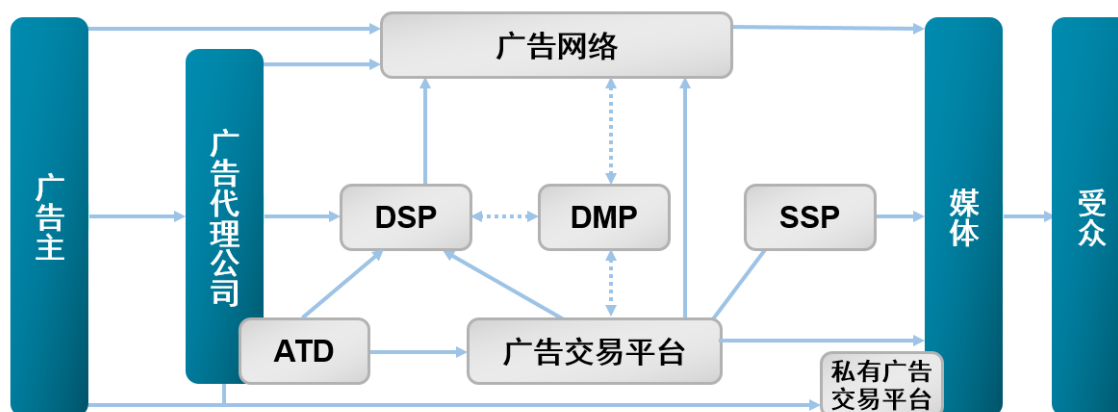 广告网络
广告主
广告代理公司
DSP
DMP
SSP
媒体
受众
ATD
广告交易平台
私有广告
交易平台